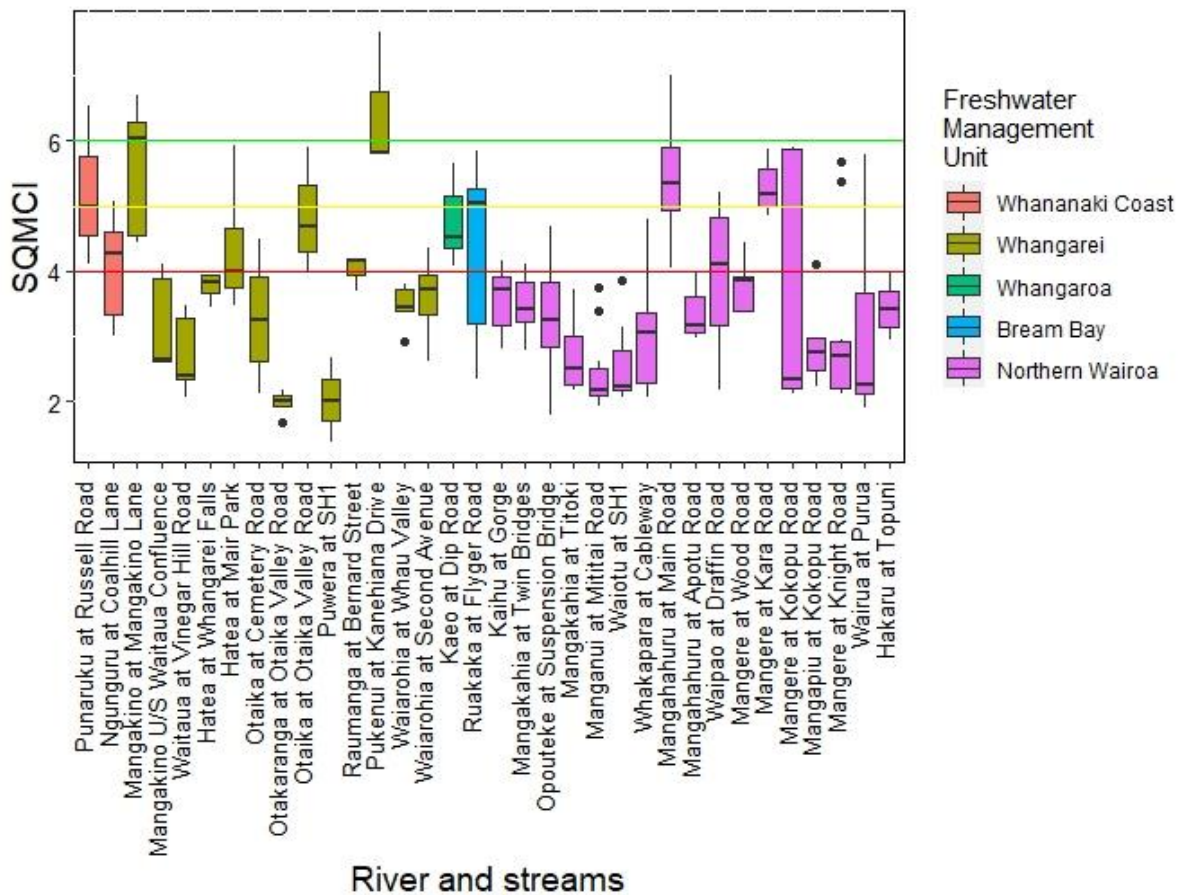 SQMCI
6
4
2
Punaruku at Russell Road
Ngunguru at Coalhill Lane
Mangakino at Mangakino Lane
Mangakino U/S Waitaua Confluence
Waitaua at Vinegar Hill Road
Hatea at Whangarei Falls
Hatea at Mair Park
Otaika at Cemetery Road
Otakaranga at Otaika Valley Road
Otaika at Otaika Valley Road
Puwera at SH1
Raumanga at Bernard Street
Pukenui at Kanehiana Drive
Waiarohia at Whau Valley
Waiarohia at Second Avenue
Kaeo at Dip Road
Ruakaka at Flyger Road
Kaihu at Gorge
Mangakahia at Twin Bridges
Opouteke at Suspension Bridge
Mangakahia at Titoki
Manganui at Mititai Road
Waiotu at SH1
Whakapara at Cableway
Mangahahuru at Main Road
Mangahahuru at Apotu Road
Waipao at Draffin Road
Mangere at Wood Road
Mangere at Kara Road
Mangere at Kokopu Road
Mangapiu at Kokopu Road
Mangere at Knight Road
Wairua at Purua
Hakaru at Topuni
River and streams
Freshwater
Management
Unit
Whananaki Coast
Whangarei
Whangaroa
Bream Bay
Northern Wairoa